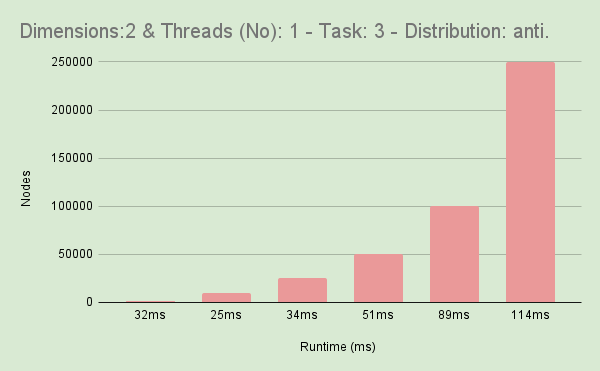 Dimensions:2 & Threads (No): 1 - Task: 3 - Distribution: anti.
250000
200000
150000
100000
50000
0
Nodes
32ms 25ms 34ms 51ms 89ms 114ms
Runtime (ms)